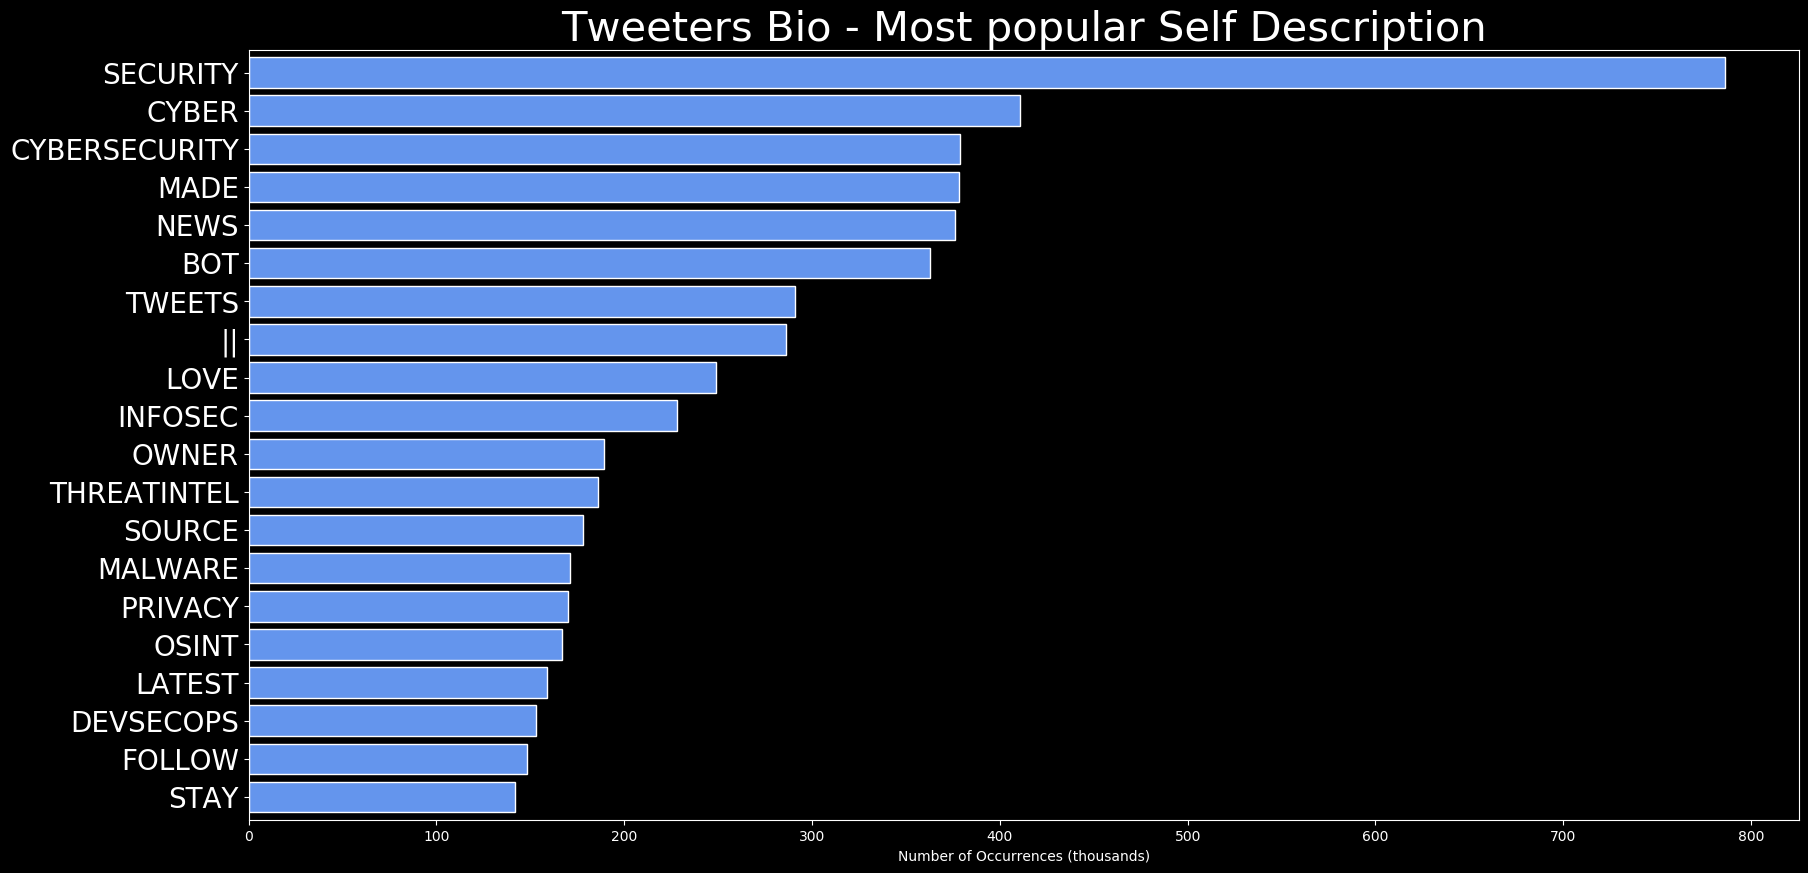 Tweeters Bio - Most popular Self Description
SECURITY
CYBER
CYBERSECURITY
MADE
NEWS
BOT
TWEETS
||
LOVE
INFOSEC
OWNER
THREATINTEL
SOURCE
MALWARE
PRIVACY
OSINT
LATEST
DEVSECOPS
FOLLOW
STAY
0 100 200 300 400 500 600 700 800
Number of Occurrences (thousands)